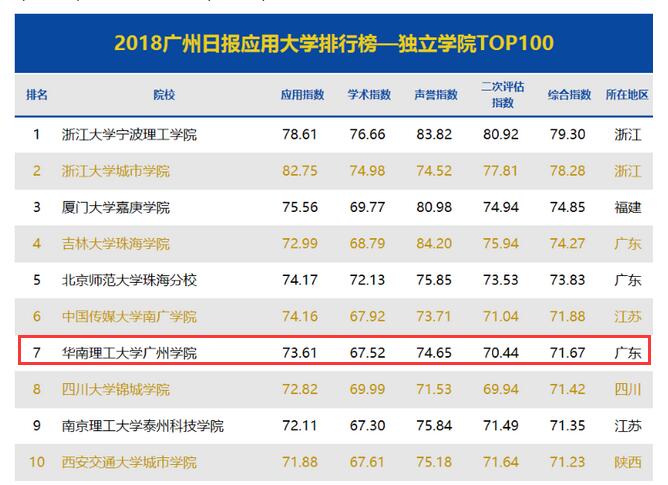 2018广州日报应用大学排行榜—独立学院TOP100
排名 院校 应用指数 学术指数 声誉指数 二次评估指数 综合指数 所在地区
1 浙江大学宁波理工学院 78.61 76.66 83.82 80.92 79.30 浙江
2 浙江大学城市学院 82.75 74.98 74.52 77.81 78.28 浙江
3 厦门大学嘉庚学院 75.56 69.77 80.98 74.94 74.85 福建
4 吉林大学珠海学院 72.99 68.79 84.20 75.94 74.27 广东
5 北京师范大学珠海分校 74.17 72.13 75.85 73.53 73.83 广东
6 中国传媒大学南广学院 74.16 67.92 73.71 71.04 71.88 江苏
7 华南理工大学广州学院 73.61 67.52 74.65 70.44 71.67 广东
8 四川大学锦城学院 72.82 69.99 71.53 69.94 71.42 四川
9 南京理工大学泰州科技学院 72.11 67.30 75.84 71.49 71.35 江苏
10 西安交通大学城市学院 71.88 67.61 75.18 71.64 71.23 陕西